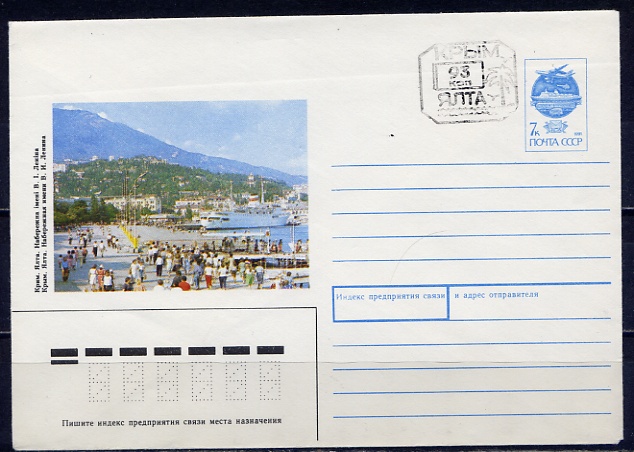 КРЫМ
93
коп
ЯЛТА
7к
ПОЧТА СССР
Крим. Ялта. Набережна імені В. І. Леніна
Крым. Ялта. Набережная имени В. И. Ленина
Индекс предприятия связи и адрес отправителя
Пишите индекс предприятия связи места назначения